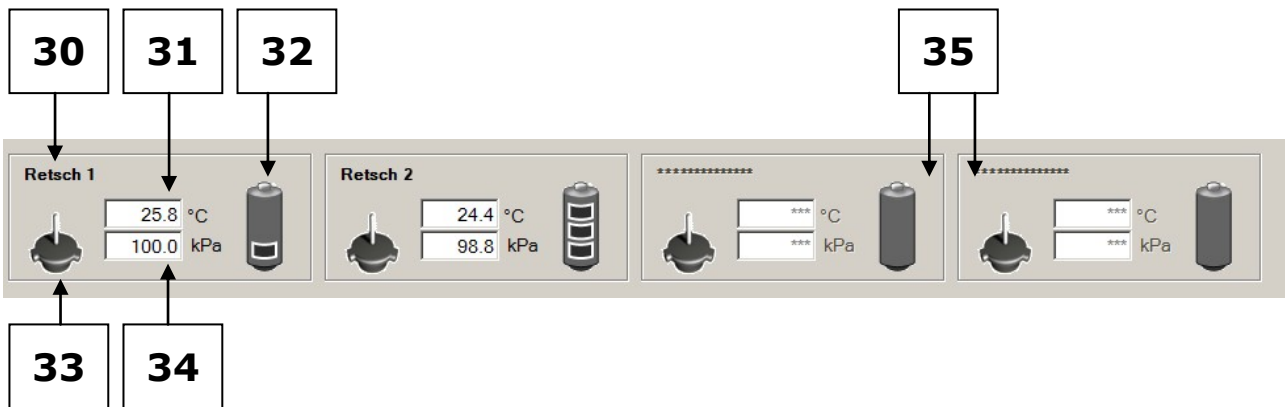 30 31 32 35
Retsch 1
25.8 °C
100.0 kPa
Retsch 2
24.4 °C
98.8 kPa
**************
*** °C
*** kPa
**************
*** °C
*** kPa
33 34